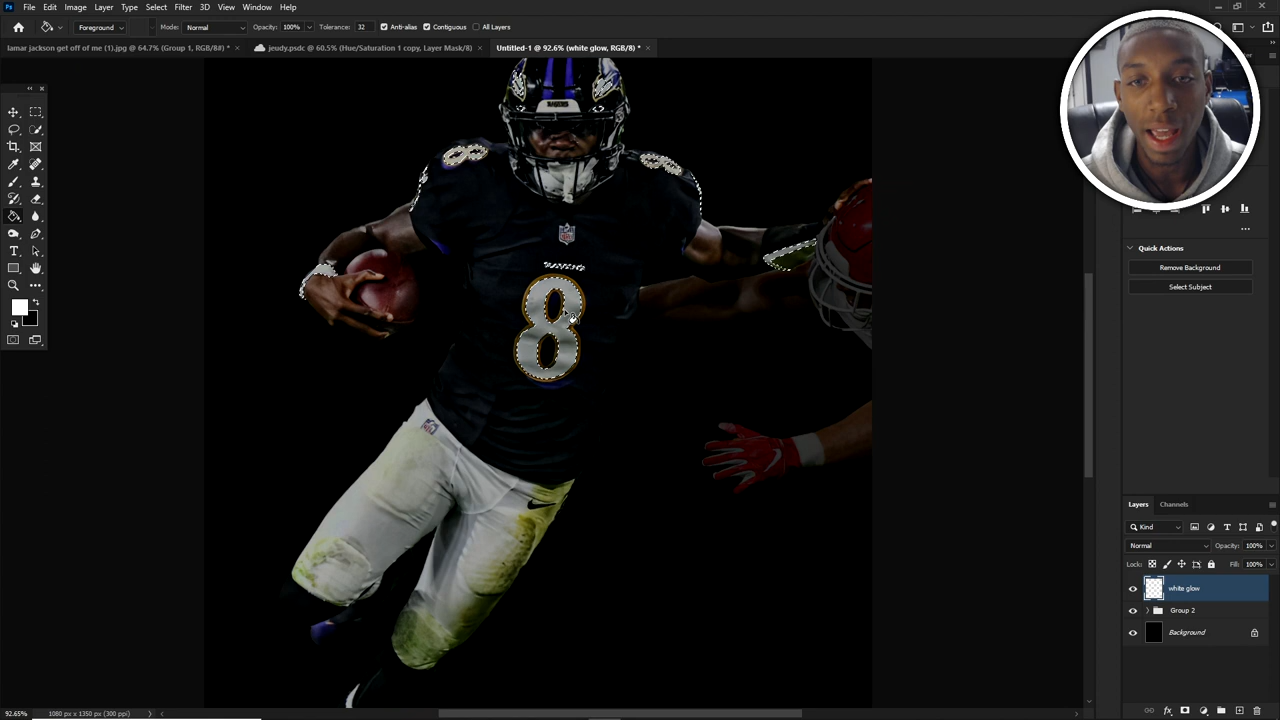 Ps File Edit Image Layer Type Select Filter 3D View Window Help
Foreground Mode: Normal Opacity: 100% Tolerance: 32 Anti-alias Contiguous All Layers
lamar jackson get off of me (1).jpg @ 64.7% (Group 1, RGB/8#) * × jeudy.psdc @ 60.5% (Hue/Saturation 1 copy, Layer Mask/8) × Untitled-1 @ 92.6% (white glow, RGB/8) * ×
RAVENS
8 8
NFL
8
NFL
Quick Actions
Remove Background
Select Subject
Layers Channels
Kind
Normal Opacity: 100%
Lock: Fill: 100%
white glow
Group 2
Background
92.65% 1080 px x 1350 px (300 ppi)